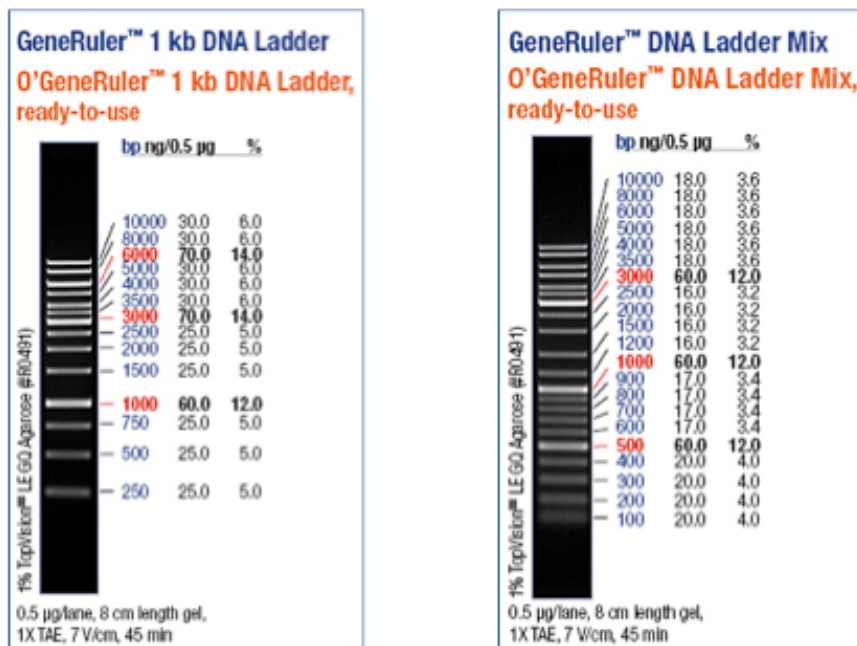 GeneRuler™ 1 kb DNA Ladder
O'GeneRuler™ 1 kb DNA Ladder,
ready-to-use
bp ng/0.5 µg %
10000 30.0 6.0
8000 30.0 6.0
6000 70.0 14.0
5000 30.0 6.0
4000 30.0 6.0
3500 30.0 6.0
3000 70.0 14.0
2500 25.0 5.0
2000 25.0 5.0
1500 25.0 5.0
1000 60.0 12.0
750 25.0 5.0
500 25.0 5.0
250 25.0 5.0
1% TopVision™ LE GQ Agarose (#R0491)
0.5 µg/lane, 8 cm length gel,
1X TAE, 7 V/cm, 45 min
GeneRuler™ DNA Ladder Mix
O'GeneRuler™ DNA Ladder Mix,
ready-to-use
bp ng/0.5 µg %
10000 18.0 3.6
8000 18.0 3.6
6000 18.0 3.6
5000 18.0 3.6
4000 18.0 3.6
3500 18.0 3.6
3000 60.0 12.0
2500 16.0 3.2
2000 16.0 3.2
1500 16.0 3.2
1200 16.0 3.2
1000 60.0 12.0
900 17.0 3.4
800 17.0 3.4
700 17.0 3.4
600 17.0 3.4
500 60.0 12.0
400 20.0 4.0
300 20.0 4.0
200 20.0 4.0
100 20.0 4.0
1% TopVision™ LE GQ Agarose (#R0491)
0.5 µg/lane, 8 cm length gel,
1X TAE, 7 V/cm, 45 min